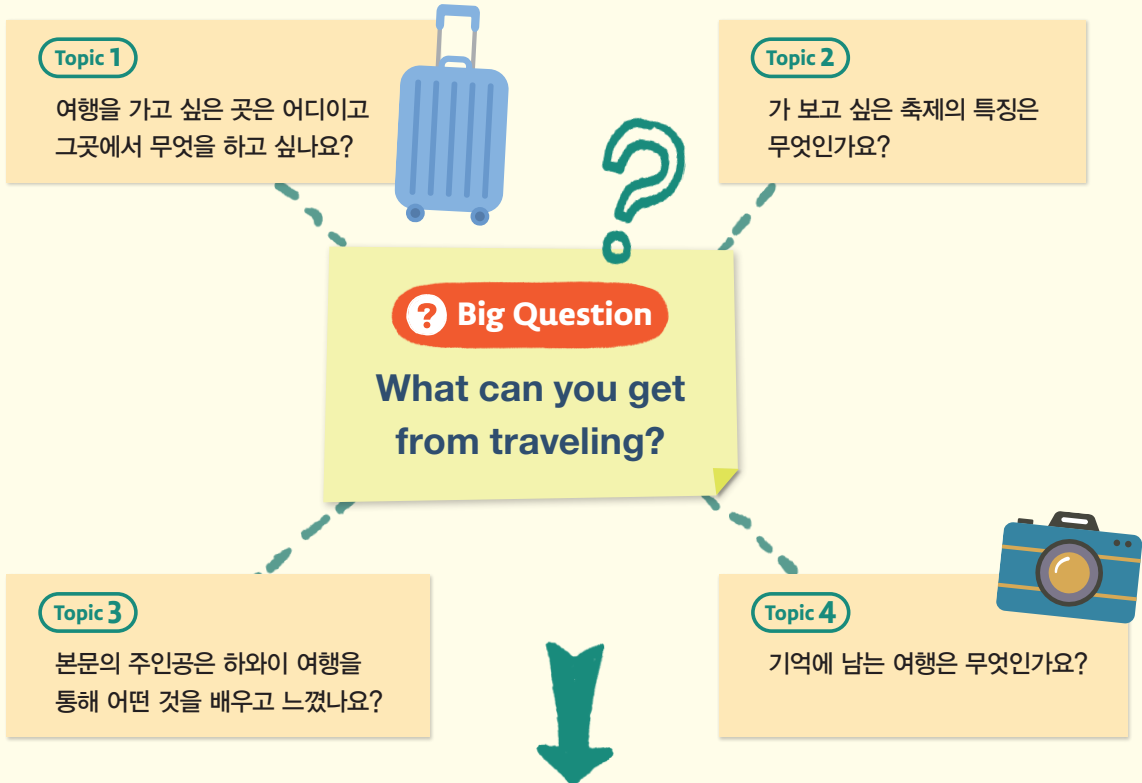 Topic 1
여행을 가고 싶은 곳은 어디이고
그곳에서 무엇을 하고 싶나요?
Topic 2
가 보고 싶은 축제의 특징은
무엇인가요?
? Big Question
What can you get
from traveling?
Topic 3
본문의 주인공은 하와이 여행을
통해 어떤 것을 배우고 느꼈나요?
Topic 4
기억에 남는 여행은 무엇인가요?